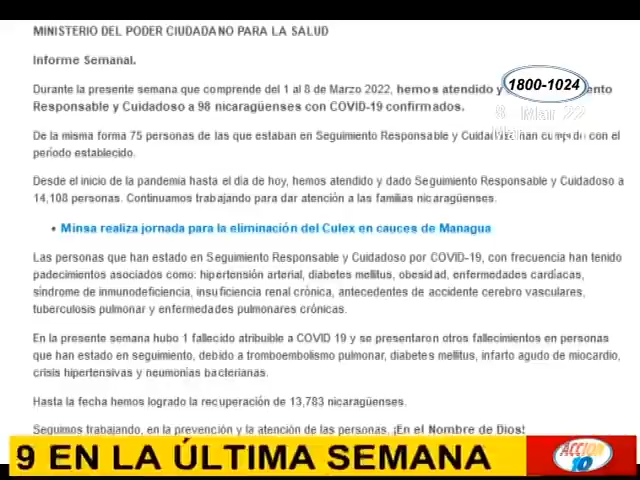 MINISTERIO DEL PODER CIUDADANO PARA LA SALUD
Informe Semanal.
Durante la presente semana que comprende del 1 al 8 de Marzo 2022, hemos atendido y
1800-1024
Responsable y Cuidadoso a 98 nicaragüenses con COVID-19 confirmados.
8 Mar 22
De la misma forma 75 personas de las que estaban en Seguimiento Responsable y han con el
período establecido.
Desde el inicio de la pandemia hasta el día de hoy, hemos atendido y dado Seguimiento Responsable y Cuidadoso a
14,108 personas. Continuamos trabajando para dar atención a las familias nicaragüenses.
• Minsa realiza jornada para la eliminación del Culex en cauces de Managua
Las personas que han estado en Seguimiento Responsable y Cuidadoso por COVID-19, con frecuencia han tenido
padecimientos asociados como: hipertensión arterial, diabetes mellitus, obesidad, enfermedades cardíacas,
síndrome de inmunodeficiencia, insuficiencia renal crónica, antecedentes de accidente cerebro vasculares,
tuberculosis pulmonar y enfermedades pulmonares crónicas.
En la presente semana hubo 1 fallecido atribuible a COVID 19 y se presentaron otros fallecimientos en personas
que han estado en seguimiento, debido a tromboembolismo pulmonar, diabetes mellitus, infarto agudo de miocardio,
crisis hipertensivas y neumonías bacterianas.
Hasta la fecha hemos logrado la recuperación de 13,783 nicaragüenses.
Seguimos trabajando, en la prevención y la atención de las personas. ¡En el Nombre de Dios!
9 EN LA ÚLTIMA SEMANA
ACCION
10